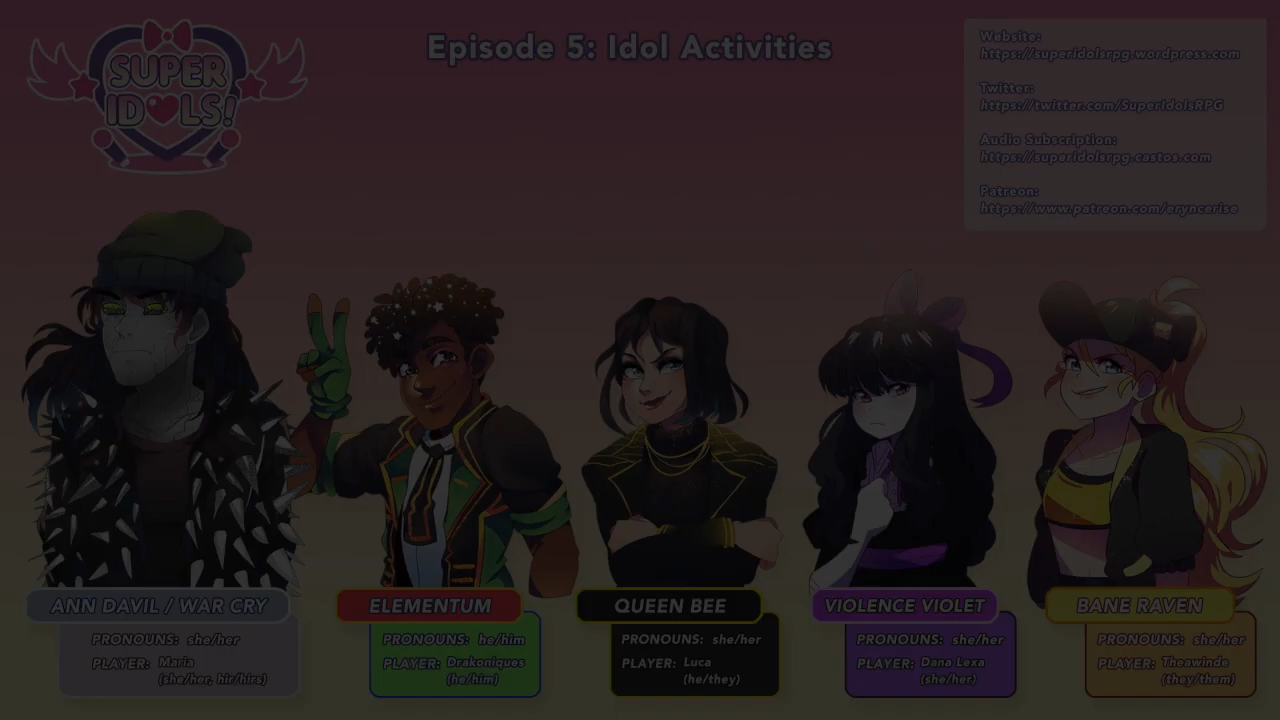 SUPER
IDOLS!
Episode 5: Idol Activities
Website:
https://superidolsrpg.wordpress.com
Twitter:
https://twitter.com/SuperIdolsRPG
Audio Subscription:
https://superidolsrpg.castos.com
Patreon:
https://www.patreon.com/eryncerise
ANN DAVIL / WAR CRY
PRONOUNS: she/her
PLAYER: Maria
(she/her, hir/hirs)
ELEMENTUM
PRONOUNS: he/him
PLAYER: Drakoniques
(he/him)
QUEEN BEE
PRONOUNS: she/her
PLAYER: Luca
(he/they)
VIOLENCE VIOLET
PRONOUNS: she/her
PLAYER: Dana Lexa
(she/her)
BANE RAVEN
PRONOUNS: she/her
PLAYER: Theawinde
(they/them)